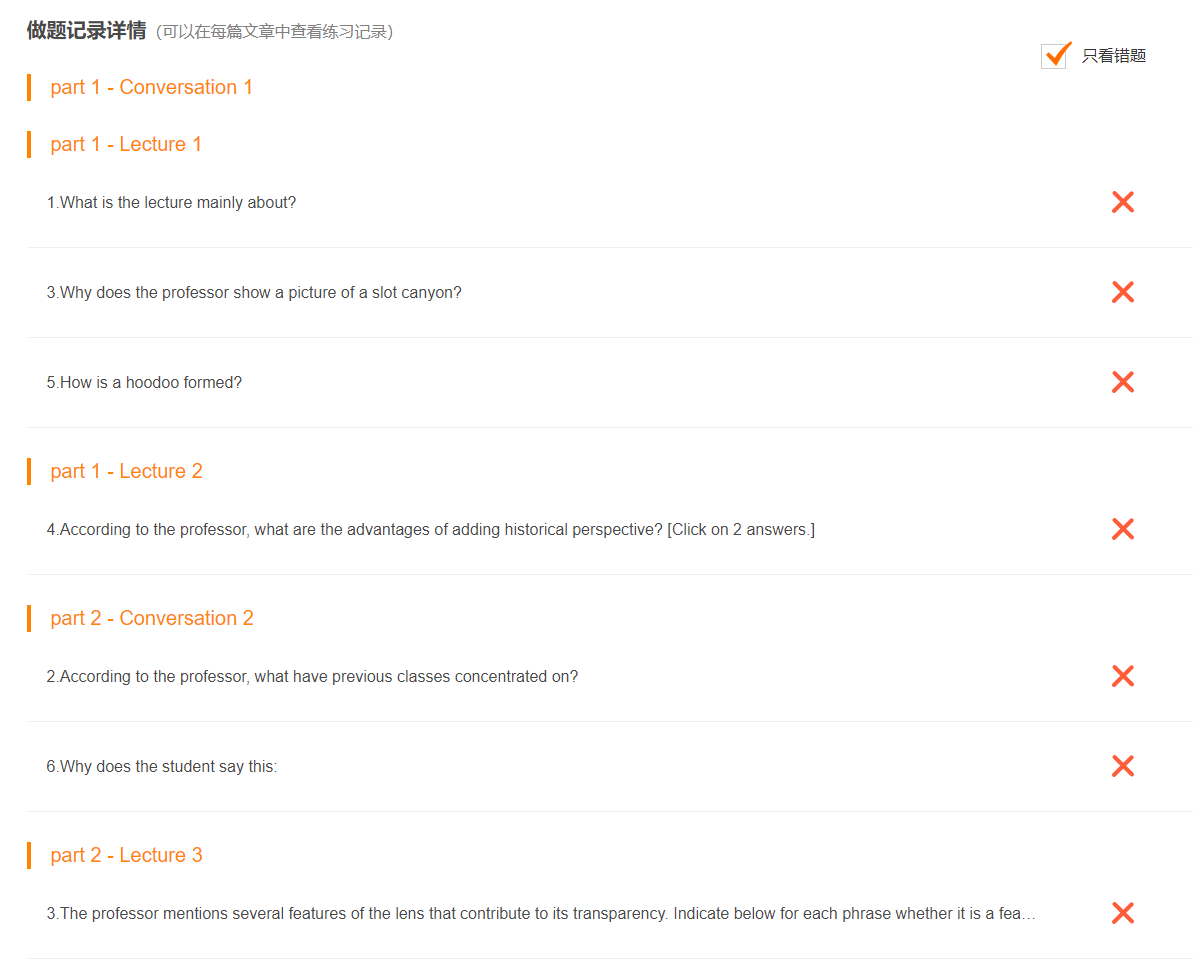 做题记录详情 (可以在每篇文章中查看练习记录)
只看错题
part 1 - Conversation 1
part 1 - Lecture 1
1.What is the lecture mainly about?
3.Why does the professor show a picture of a slot canyon?
5.How is a hoodoo formed?
part 1 - Lecture 2
4.According to the professor, what are the advantages of adding historical perspective? [Click on 2 answers.]
part 2 - Conversation 2
2.According to the professor, what have previous classes concentrated on?
6.Why does the student say this:
part 2 - Lecture 3
3.The professor mentions several features of the lens that contribute to its transparency. Indicate below for each phrase whether it is a fea…